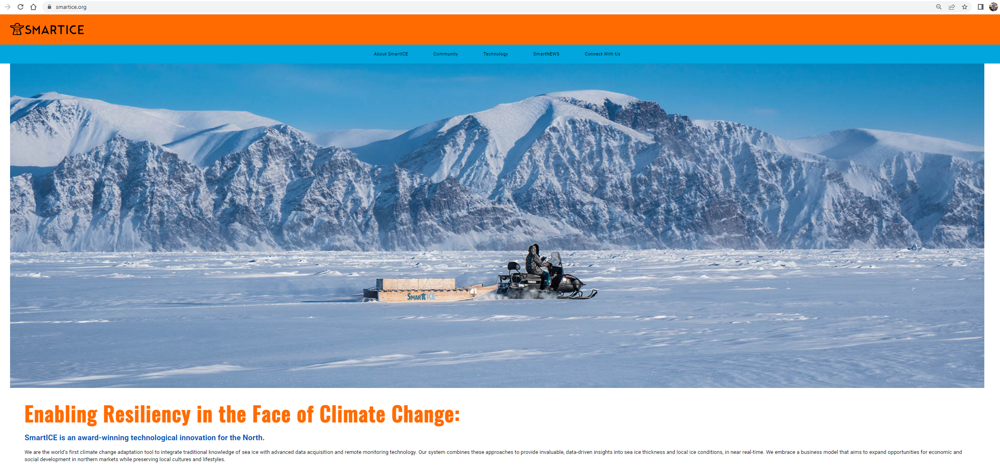 smartice.org
SMARTICE
About SmartICE Community Technology SmartNEWS Connect With Us
YAMAHA
SMARTICE
Enabling Resiliency in the Face of Climate Change:
SmartICE is an award-winning technological innovation for the North.
We are the world’s first climate change adaptation tool to integrate traditional knowledge of sea ice with advanced data acquisition and remote monitoring technology. Our system combines these approaches to provide invaluable, data-driven insights into sea ice thickness and local ice conditions, in near real-time. We embrace a business model that aims to expand opportunities for economic and
social development in northern markets while preserving local cultures and lifestyles.